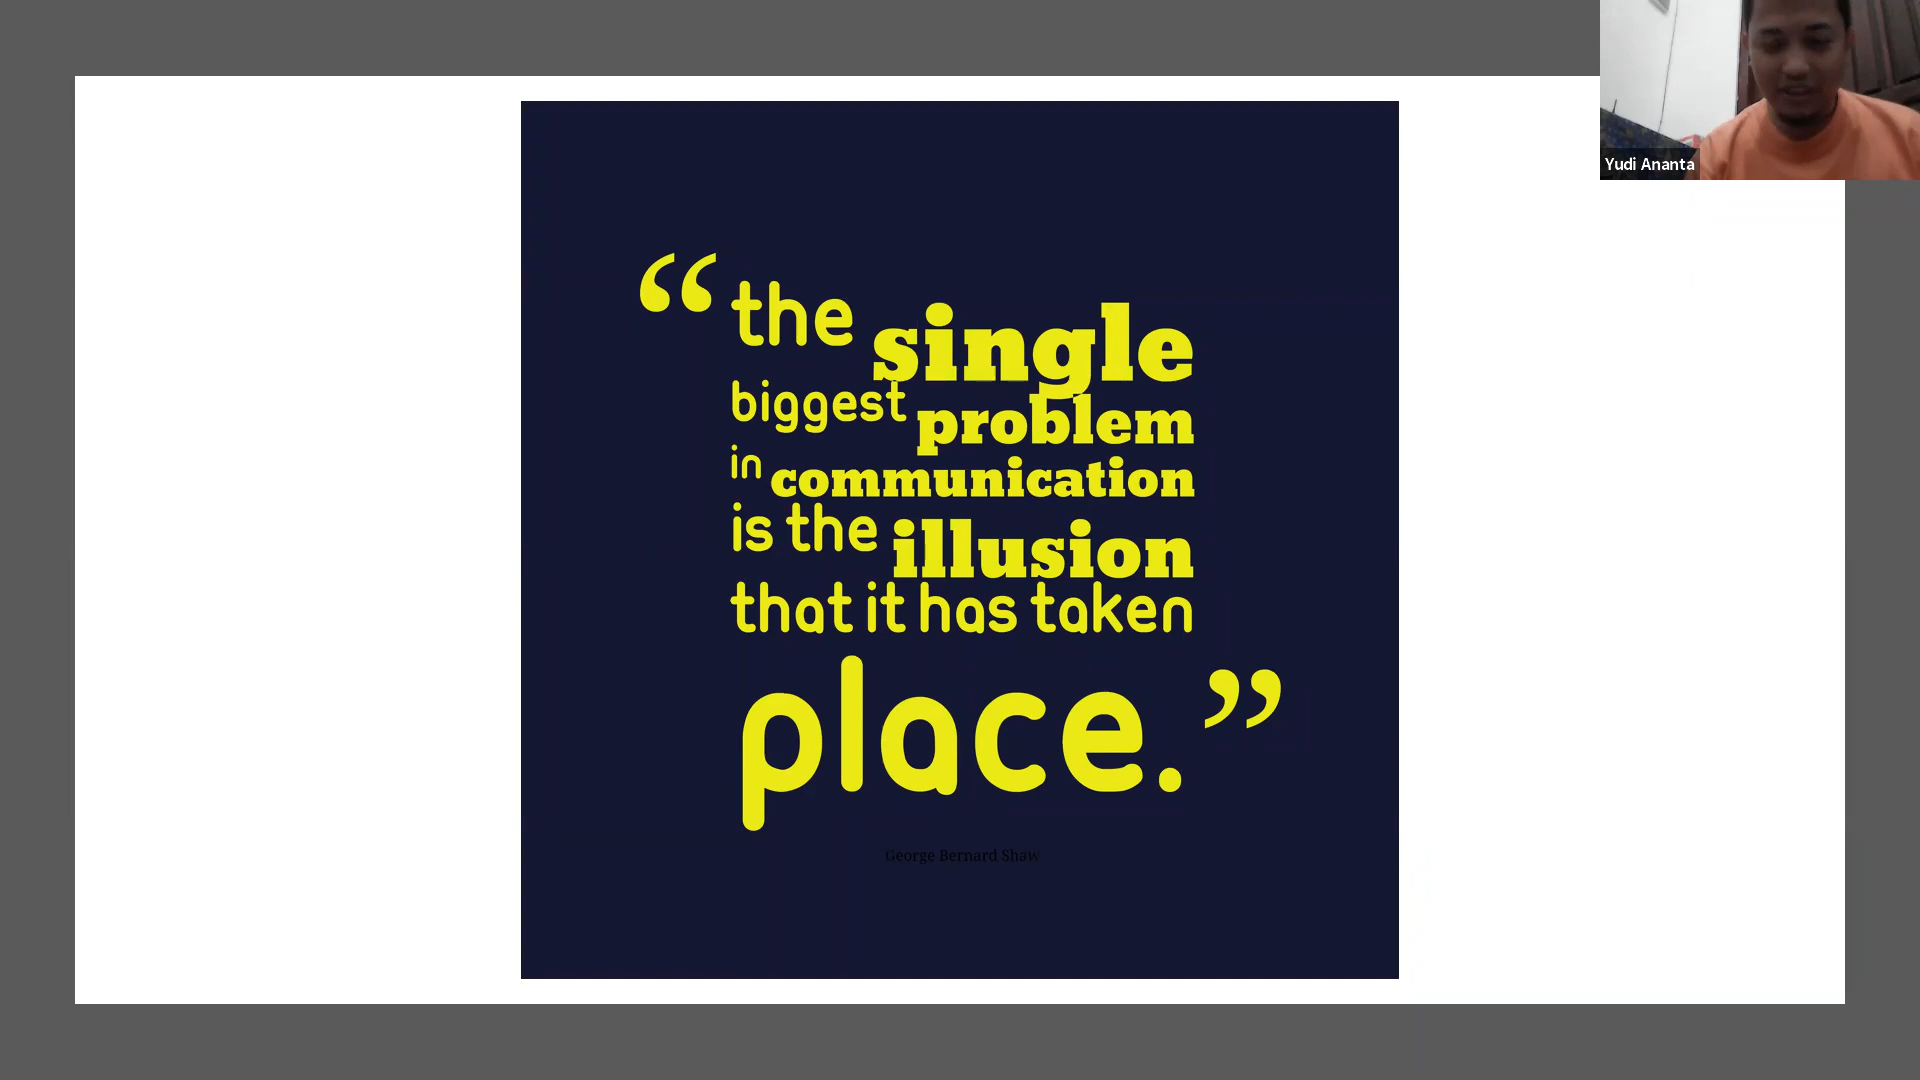 Yudi Ananta
“the single
biggest problem
in communication
is the illusion
that it has taken
place.”
George Bernard Shaw